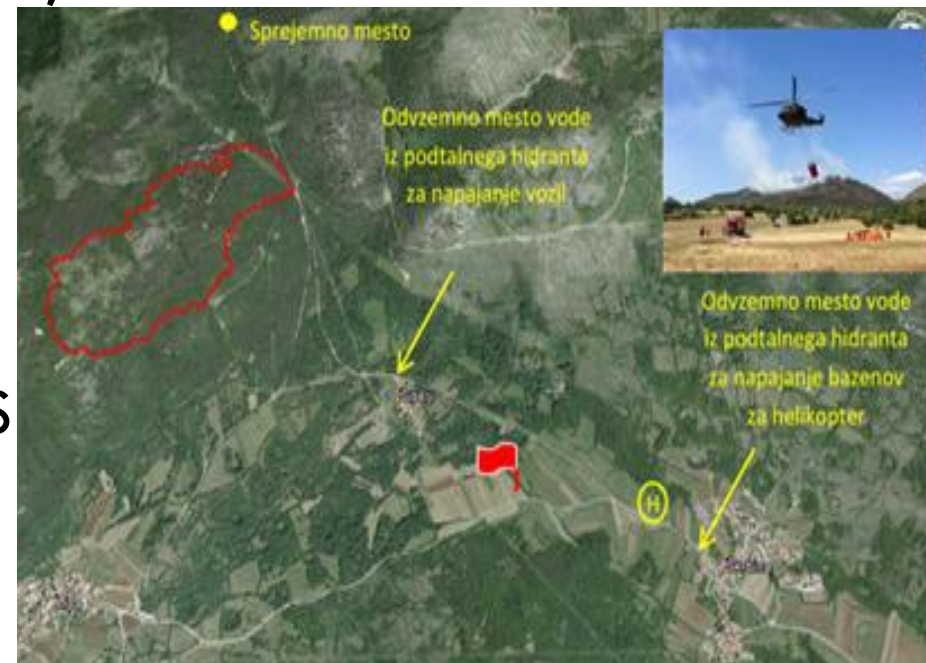 Sprejemno mesto
Odvzemno mesto vode
iz podtalnega hidranta
za napajanje vozil
Odvzemno mesto vode
iz podtalnega hidranta
za napajanje bazenov
za helikopter
H
S